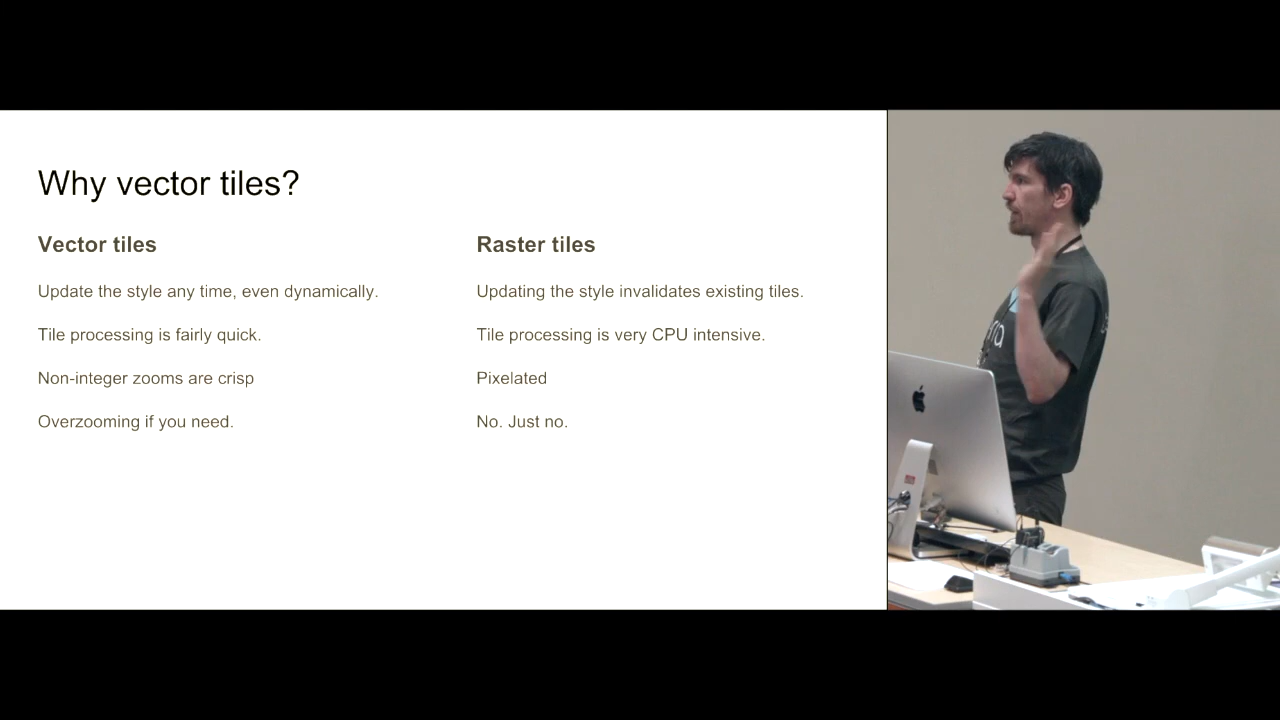 Why vector tiles?
Vector tiles
Update the style any time, even dynamically.
Tile processing is fairly quick.
Non-integer zooms are crisp
Overzooming if you need.
Raster tiles
Updating the style invalidates existing tiles.
Tile processing is very CPU intensive.
Pixelated
No. Just no.